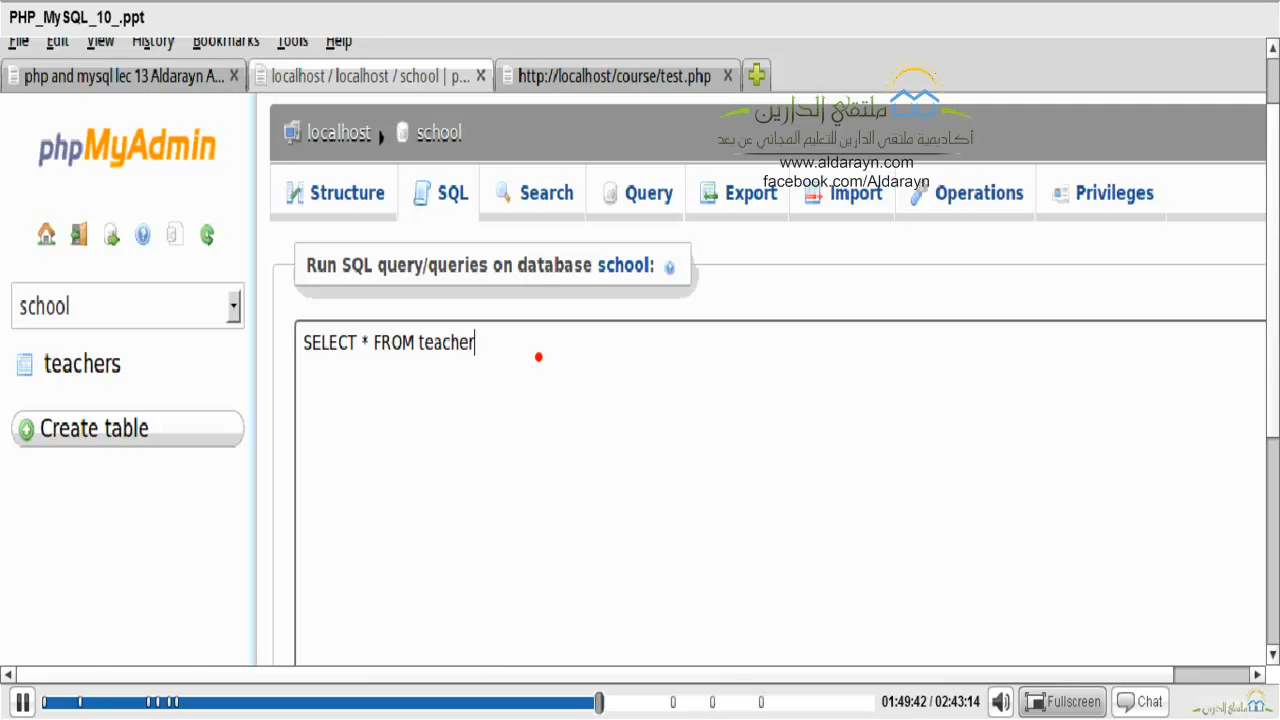 PHP_MySQL_10_.ppt
File Edit View History Bookmarks Tools Help
php and mysql lec 13 Aldarayn A...
localhost / localhost / school | p...
http://localhost/course/test.php
ملتقى الدارين
أكاديمية ملتقى الدارين للتعليم المجاني عن بعد
www.aldarayn.com
facebook.com/Aldarayn
phpMyAdmin
localhost
school
Structure
SQL
Search
Query
Export
Import
Operations
Privileges
Run SQL query/queries on database school:
school
SELECT * FROM teacher
teachers
Create table
01:49:42 / 02:43:14
Fullscreen
Chat
ملتقى الدارين